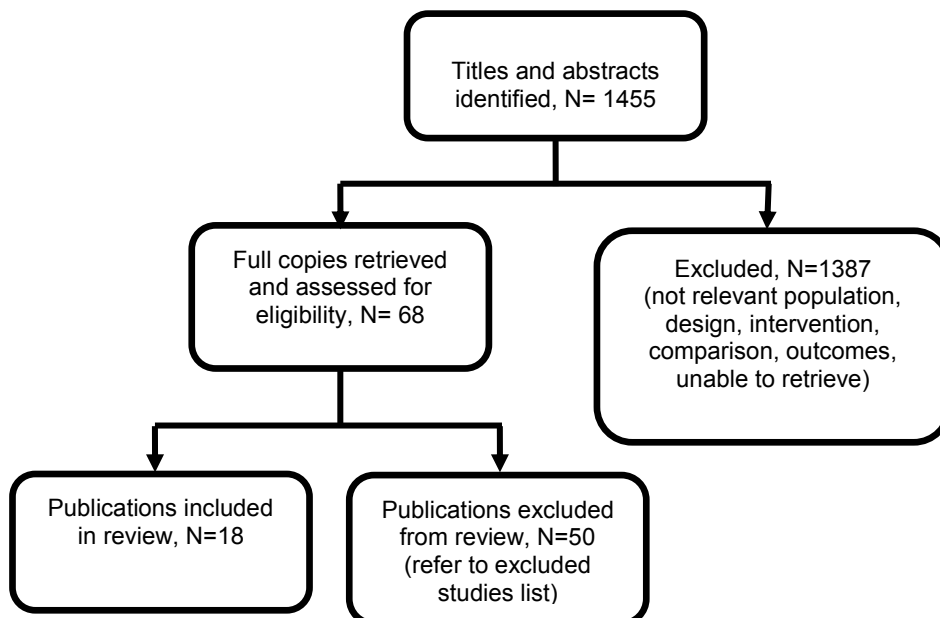 Titles and abstracts
identified, N= 1455
Full copies retrieved
and assessed for
eligibility, N= 68
Excluded, N=1387
(not relevant population,
design, intervention,
comparison, outcomes,
unable to retrieve)
Publications included
in review, N=18
Publications excluded
from review, N=50
(refer to excluded
studies list)